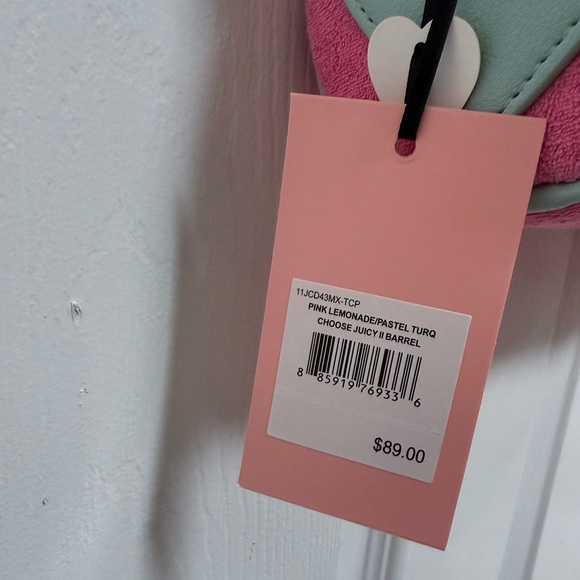 11JCD43MX-TCP
PINK LEMONADE/PASTEL TURQ
CHOOSE JUICY II BARREL
8 85919 76933 6
$89.00